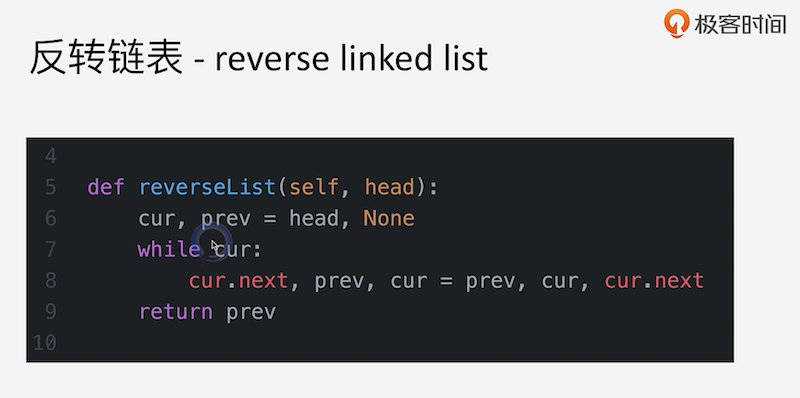 极客时间
反转链表 - reverse linked list
4
5 def reverseList(self, head):
6 cur, prev = head, None
7 while cur:
8 cur.next, prev, cur = prev, cur, cur.next
9 return prev
10